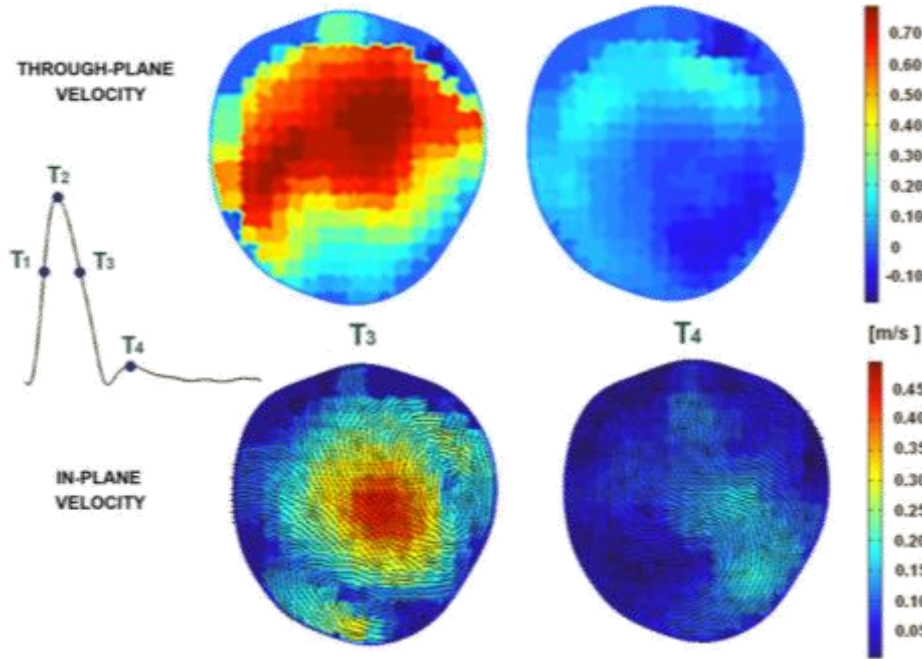 THROUGH-PLANE
VELOCITY
T2
T1
T3
T4
0.70
0.60
0.50
0.40
0.30
0.20
0.10
0
-0.10
[m/s ]
T3
T4
IN-PLANE
VELOCITY
0.45
0.40
0.35
0.30
0.25
0.20
0.15
0.10
0.05